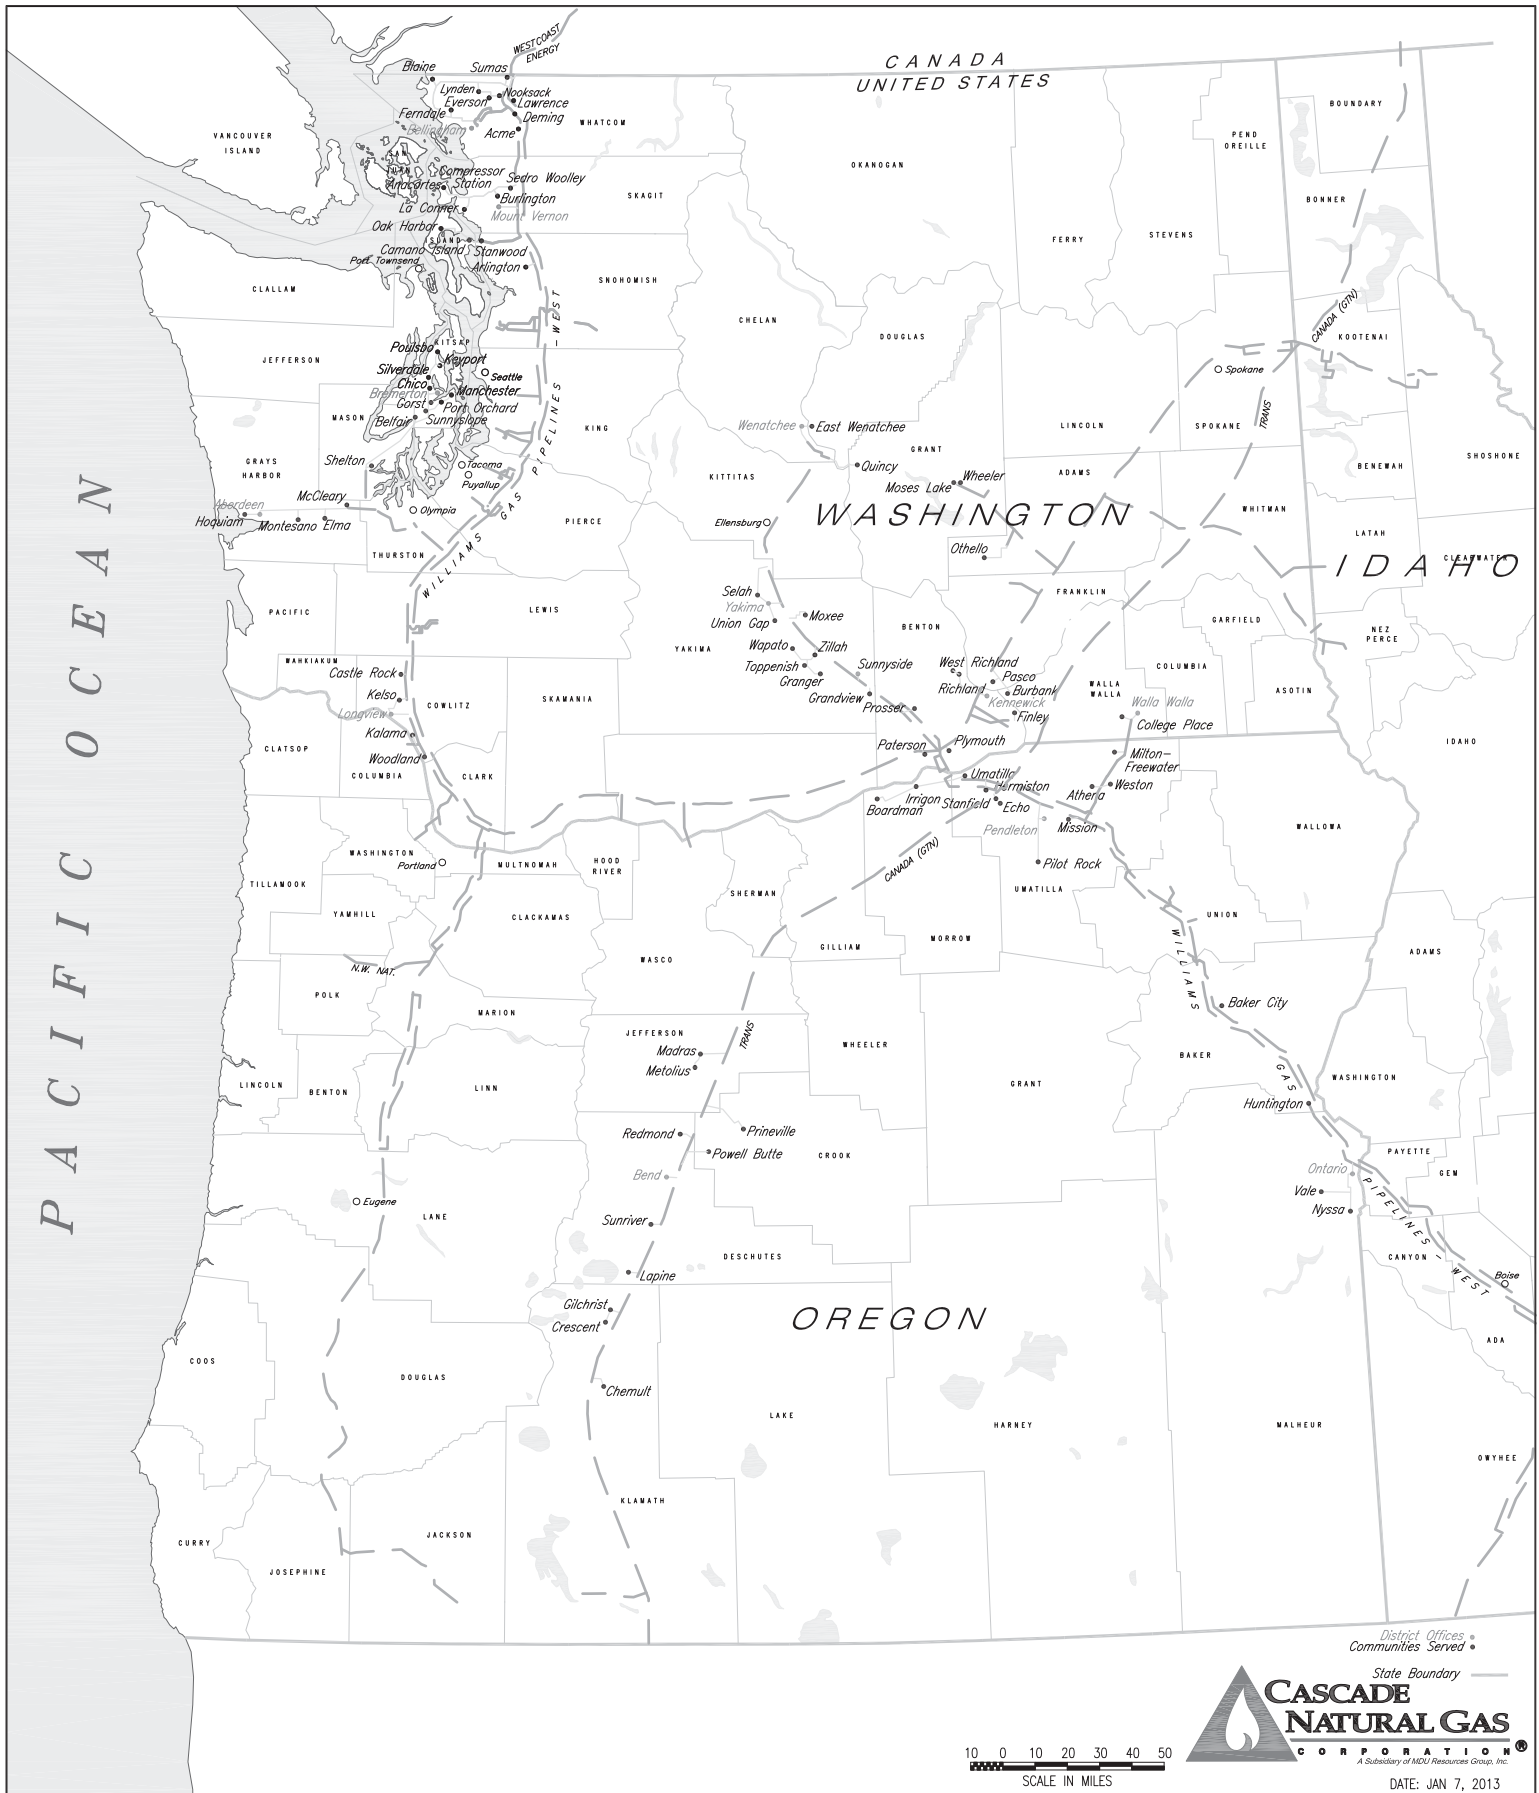 WESTCOAST
ENERGY
CANADA
UNITED STATES
Blaine
Sumas
Lynden
Nooksack
Everson
Lawrence
Ferndale
Deming
Bellingham
Acme
WHATCOM
VANCOUVER
ISLAND
SAN
JUAN
Compressor
Station
Anacortes
Sedro Woolley
Burlington
SKAGIT
La Conner
Mount Vernon
Oak Harbor
ISLAND
Camano Island
Stanwood
Port Townsend
Arlington
SNOHOMISH
OKANOGAN
FERRY
STEVENS
PEND
OREILLE
BOUNDARY
BONNER
CLALLAM
JEFFERSON
CHELAN
DOUGLAS
CANADA (GTN)
KOOTENAI
Poulsbo
KITSAP
Keyport
Silverdale
Seattle
Chico
Bremerton
Manchester
Gorst
Port Orchard
MASON
Belfair
Sunnyslope
KING
Wenatchee
East Wenatchee
LINCOLN
SPOKANE
Spokane
TRANS
GRAYS
HARBOR
Shelton
Tacoma
Puyallup
KITTITAS
GRANT
Quincy
ADAMS
BENEWAH
SHOSHONE
Wheeler
Moses Lake
McCleary
Aberdeen
Hoquiam
Montesano
Elma
Olympia
PIERCE
Ellensburg
WASHINGTON
WHITMAN
LATAH
CLEARWATER
IDAHO
THURSTON
Othello
WILLIAMS GAS PIPELINES -WEST
PACIFIC
LEWIS
Selah
Yakima
Union Gap
Moxee
BENTON
FRANKLIN
GARFIELD
NEZ
PERCE
WAHKIAKUM
YAKIMA
Wapato
Zillah
Toppenish
Granger
Sunnyside
Grandview
Prosser
West Richland
Pasco
Richland
Burbank
Kennewick
Finley
WALLA
WALLA
COLUMBIA
ASOTIN
Walla Walla
College Place
Castle Rock
Kelso
COWLITZ
SKAMANIA
Longview
Kalama
CLATSOP
Woodland
COLUMBIA
CLARK
Paterson
Plymouth
Milton-
Freewater
IDAHO
Umatilla
Hermiston
Irrigon
Stanfield
Echo
Boardman
Athena
Weston
Pendleton
Mission
WALLOWA
CANADA (GTN)
Pilot Rock
UMATILLA
WASHINGTON
Portland
MULTNOMAH
HOOD
RIVER
TILLAMOOK
YAMHILL
CLACKAMAS
SHERMAN
WASCO
GILLIAM
MORROW
UNION
ADAMS
N.W. NAT.
POLK
MARION
WILLIAMS
GAS
PIPELINES - WEST
Baker City
BAKER
JEFFERSON
Madras
Metolius
TRANS
WHEELER
GRANT
WASHINGTON
LINCOLN
BENTON
LINN
Huntington
Redmond
Prineville
Powell Butte
CROOK
Bend
PAYETTE
GEM
Ontario
Vale
Nyssa
Eugene
LANE
Sunriver
DESCHUTES
CANYON
Boise
Lapine
Gilchrist
Crescent
OREGON
ADA
COOS
DOUGLAS
Chemult
LAKE
HARNEY
MALHEUR
OWYHEE
KLAMATH
CURRY
JOSEPHINE
JACKSON
PACIFIC OCEAN
District Offices
Communities Served
State Boundary
CASCADE
NATURAL GAS
CORPORATION ®
A Subsidiary of MDU Resources Group, Inc.
10 0 10 20 30 40 50
SCALE IN MILES
DATE: JAN 7, 2013